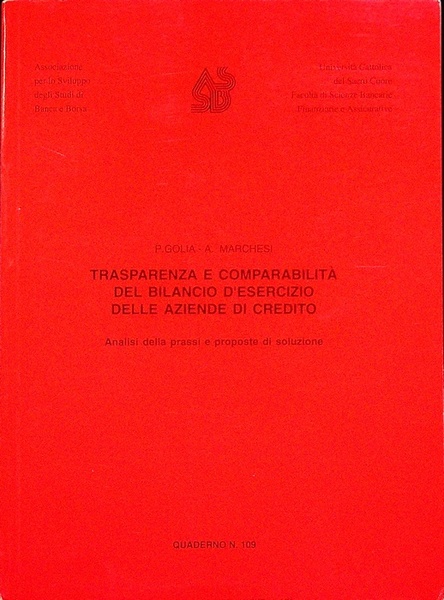 Associazione
per lo Sviluppo
degli Studi di
Banca e Borsa
Università Cattolica
del Sacro Cuore
Facoltà di Scienze Bancarie
Finanziarie e Assicurative
P. GOLIA - A. MARCHESI
TRASPARENZA E COMPARABILITÀ
DEL BILANCIO D'ESERCIZIO
DELLE AZIENDE DI CREDITO
Analisi della prassi e proposte di soluzione
QUADERNO N. 109